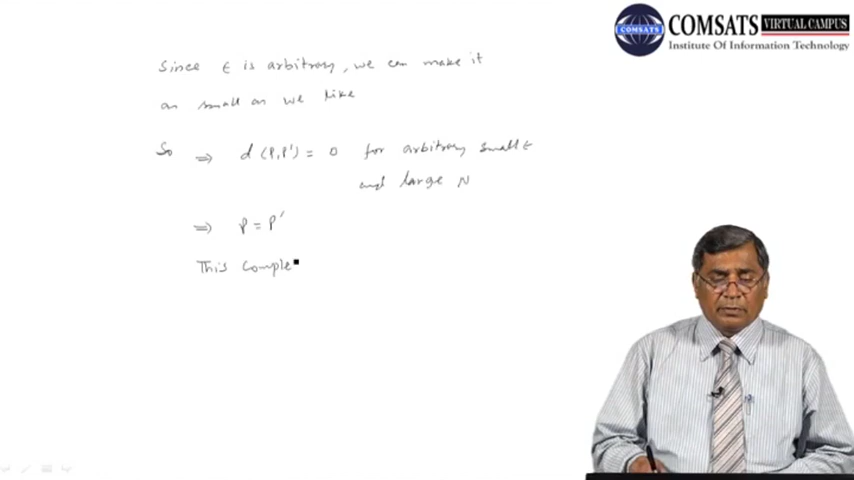 COMSATS VIRTUAL CAMPUS
COMSATS
Institute Of Information Technology
Since ε is arbitrary, we can make it
as small as we like
So ⇒ d(P,P') = 0 for arbitrary small ε
and large N
⇒ P = P'
This Comple